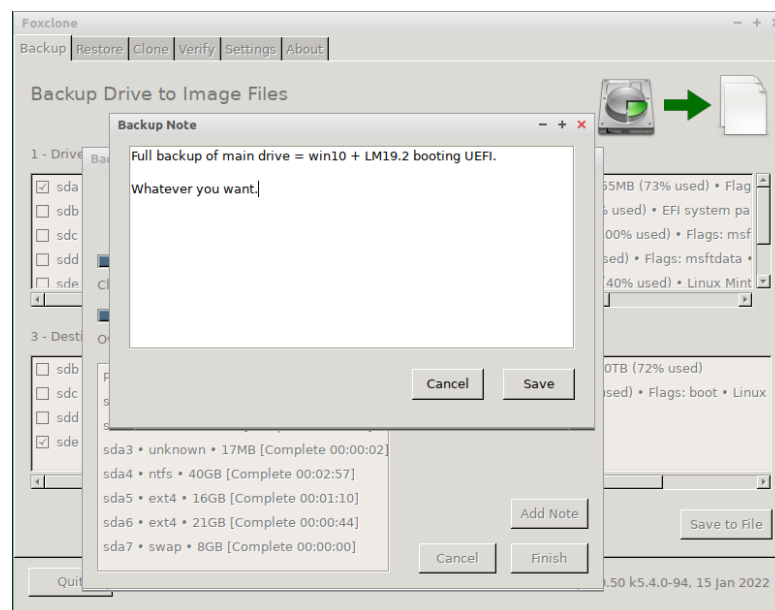 Foxclone
Backup Restore Clone Verify Settings About
Backup Drive to Image Files
Backup Note
Full backup of main drive = win10 + LM19.2 booting UEFI.
Whatever you want.
Cancel Save
1 - Drive
sda
sdb
sdc
sdd
sde
55MB (73% used) • Flag
used) • EFI system pa
00% used) • Flags: msf
sed) • Flags: msftdata •
(40% used) • Linux Mint
3 - Desti
sdb
sdc
sdd
sde
0TB (72% used)
used) • Flags: boot • Linux
sda3 • unknown • 17MB [Complete 00:00:02]
sda4 • ntfs • 40GB [Complete 00:02:57]
sda5 • ext4 • 16GB [Complete 00:01:10]
sda6 • ext4 • 21GB [Complete 00:00:44]
sda7 • swap • 8GB [Complete 00:00:00]
Add Note
Cancel Finish
Save to File
Quit
.50 k5.4.0-94, 15 Jan 2022